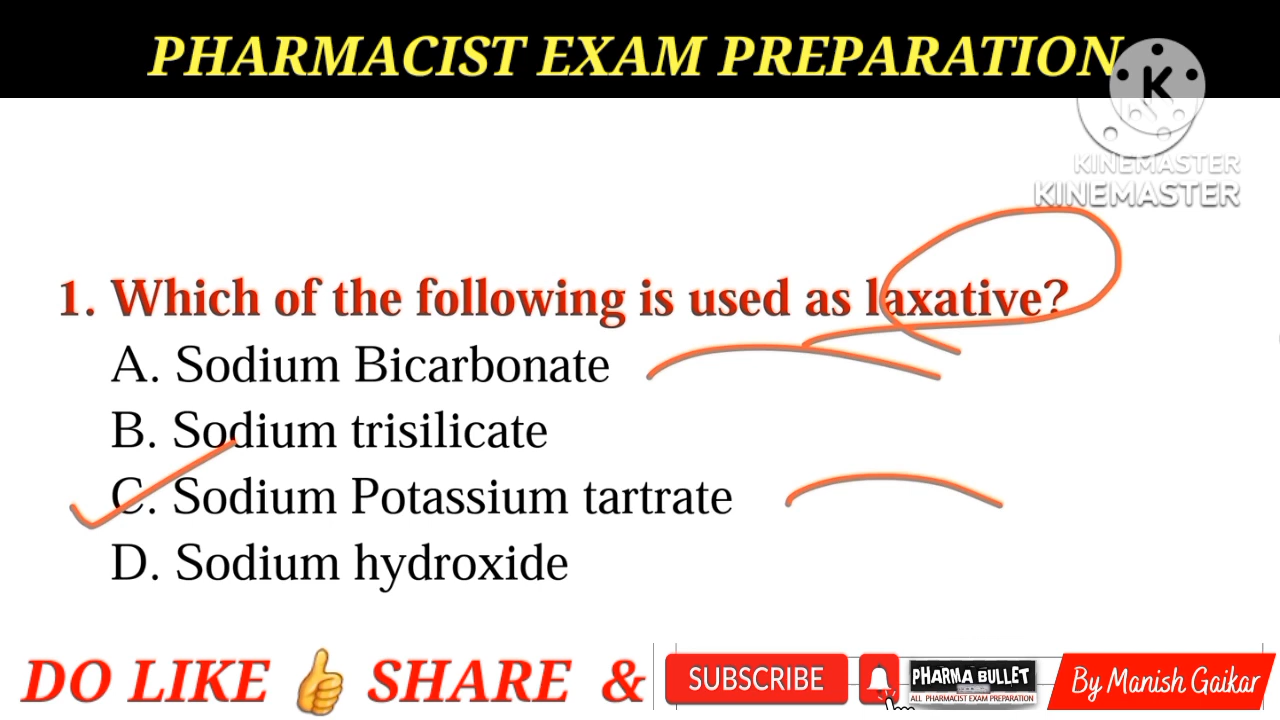 PHARMACIST EXAM PREPARATION
K
KINEMASTER
KINEMASTER
1. Which of the following is used as laxative?
A. Sodium Bicarbonate
B. Sodium trisilicate
C. Sodium Potassium tartrate
D. Sodium hydroxide
DO LIKE 👍 SHARE & SUBSCRIBE
PHARMA BULLET
ALL PHARMACIST EXAM PREPARATION
By Manish Gaikar